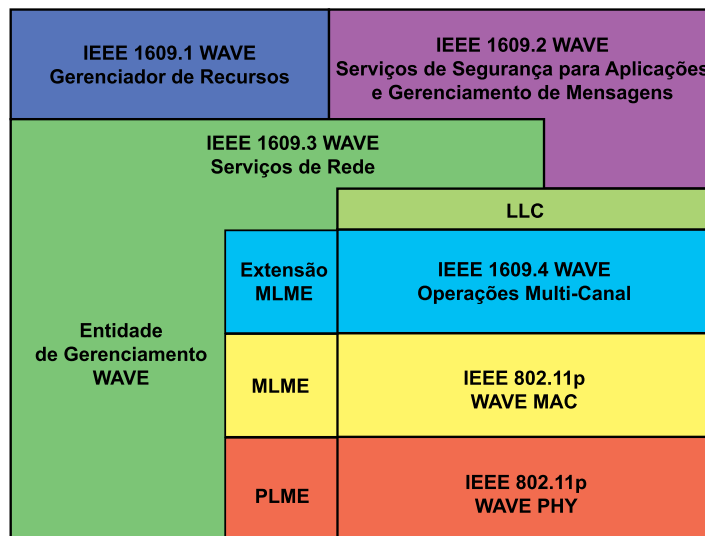 IEEE 1609.1 WAVE
Gerenciador de Recursos
IEEE 1609.2 WAVE
Serviços de Segurança para Aplicações
e Gerenciamento de Mensagens
IEEE 1609.3 WAVE
Serviços de Rede
LLC
Extensão
MLME
IEEE 1609.4 WAVE
Operações Multi-Canal
Entidade
de Gerenciamento
WAVE
MLME
IEEE 802.11p
WAVE MAC
PLME
IEEE 802.11p
WAVE PHY